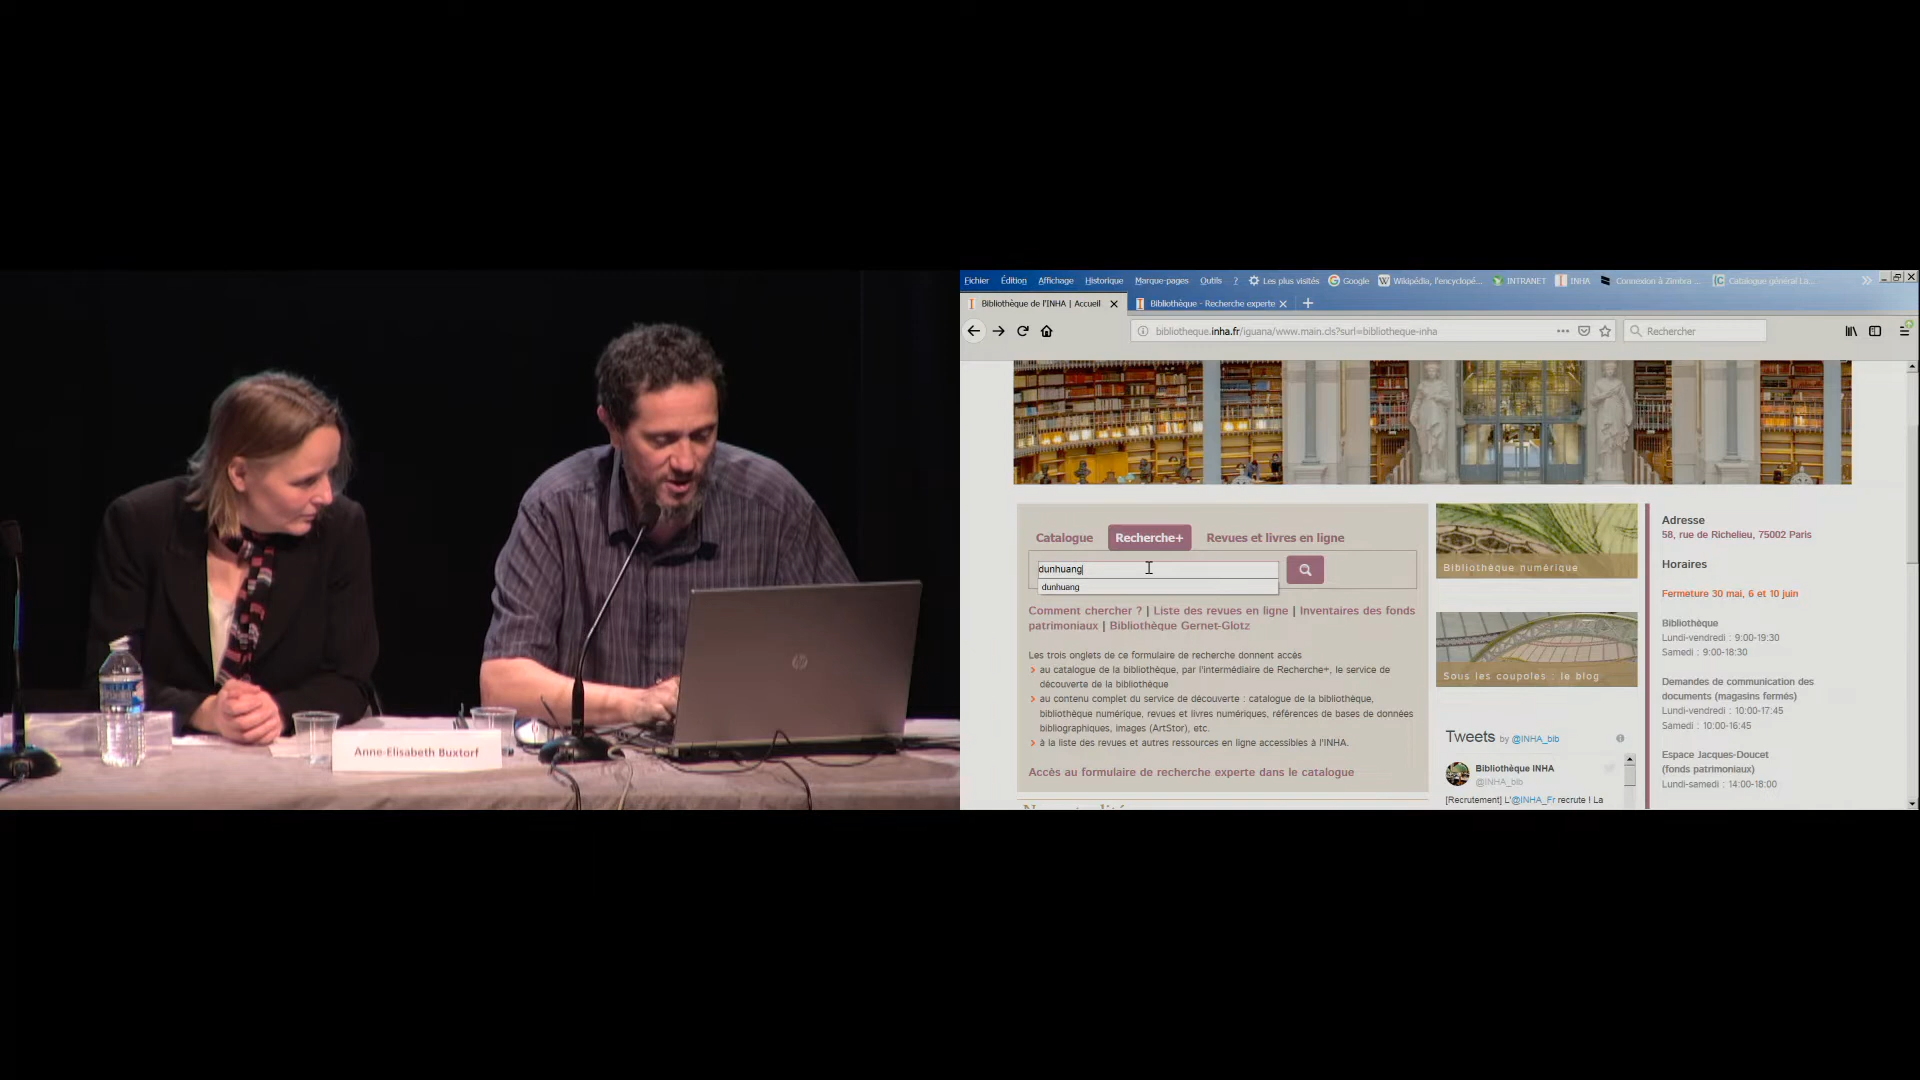 Anne-Elisabeth Buxtorf
hp
Fichier Édition Affichage Historique Marque-pages Outils ? Les plus visités Google Wikipédia, l'encyclopé... INTRANET INHA Connexion à Zimbra ... Catalogue général La...
Bibliothèque de l'INHA | Accueil
Bibliothèque - Recherche experte
bibliotheque.inha.fr/iguana/www.main.cls?surl=bibliotheque-inha
Rechercher
Catalogue
Recherche+
Revues et livres en ligne
dunhuang
dunhuang
Comment chercher ? | Liste des revues en ligne | Inventaires des fonds
patrimoniaux | Bibliothèque Gernet-Glotz
Les trois onglets de ce formulaire de recherche donnent accès
au catalogue de la bibliothèque, par l'intermédiaire de Recherche+, le service de
découverte de la bibliothèque
au contenu complet du service de découverte : catalogue de la bibliothèque,
bibliothèque numérique, revues et livres numériques, références de bases de données
bibliographiques, images (ArtStor), etc.
à la liste des revues et autres ressources en ligne accessibles à l'INHA.
Accès au formulaire de recherche experte dans le catalogue
Bibliothèque numérique
Sous les coupoles : le blog
Tweets by @INHA_bib
Bibliothèque INHA
@INHA_bib
[Recrutement] L'@INHA_Fr recrute ! La
Adresse
58, rue de Richelieu, 75002 Paris
Horaires
Fermeture 30 mai, 6 et 10 juin
Bibliothèque
Lundi-vendredi : 9:00-19:30
Samedi : 9:00-18:30
Demandes de communication des
documents (magasins fermés)
Lundi-vendredi : 10:00-17:45
Samedi : 10:00-16:45
Espace Jacques-Doucet
(fonds patrimoniaux)
Lundi-samedi : 14:00-18:00